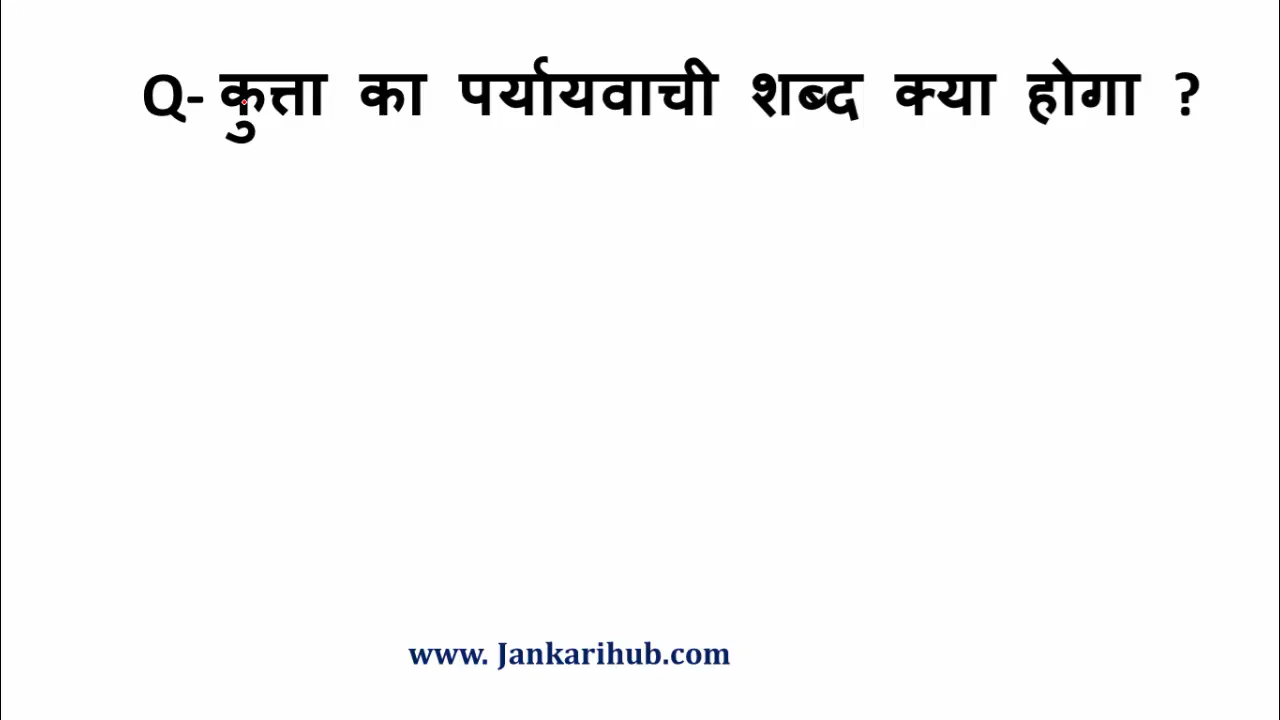 Q- कुत्ता का पर्यायवाची शब्द क्या होगा ?
www. Jankarihub.com